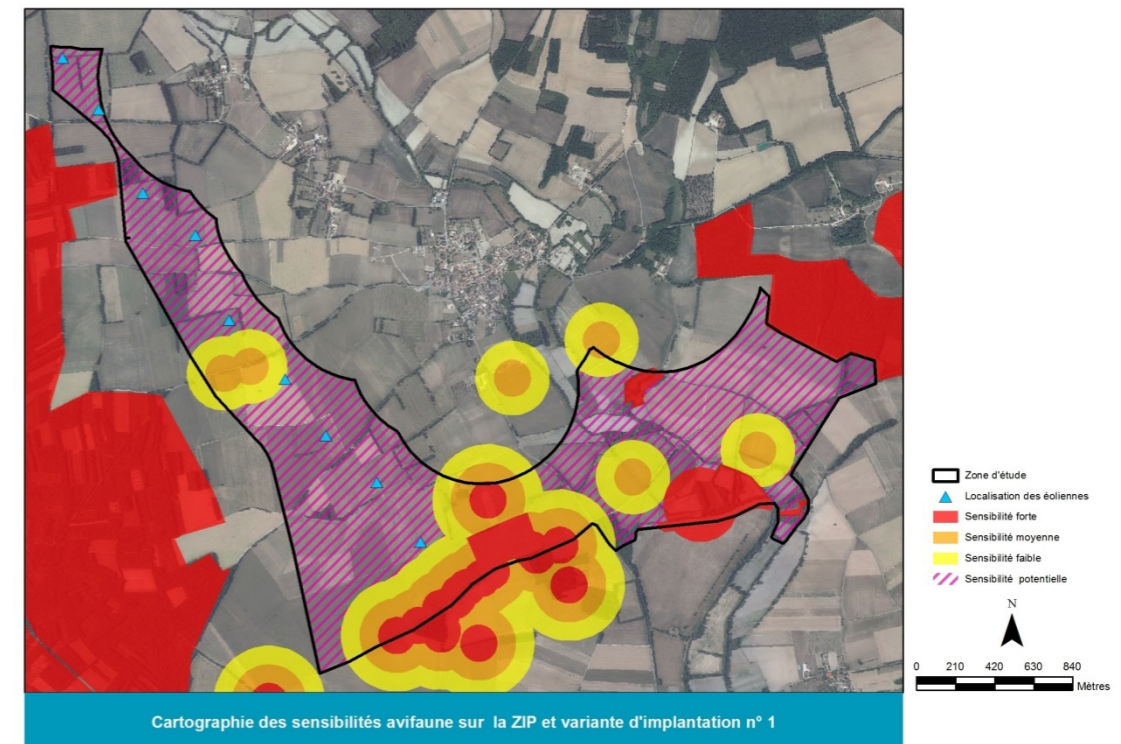 Zone d'étude
Localisation des éoliennes
Sensibilité forte
Sensibilité moyenne
Sensibilité faible
Sensibilité potentielle
N
0 210 420 630 840
Mètres
Cartographie des sensibilités avifaune sur la ZIP et variante d'implantation n° 1